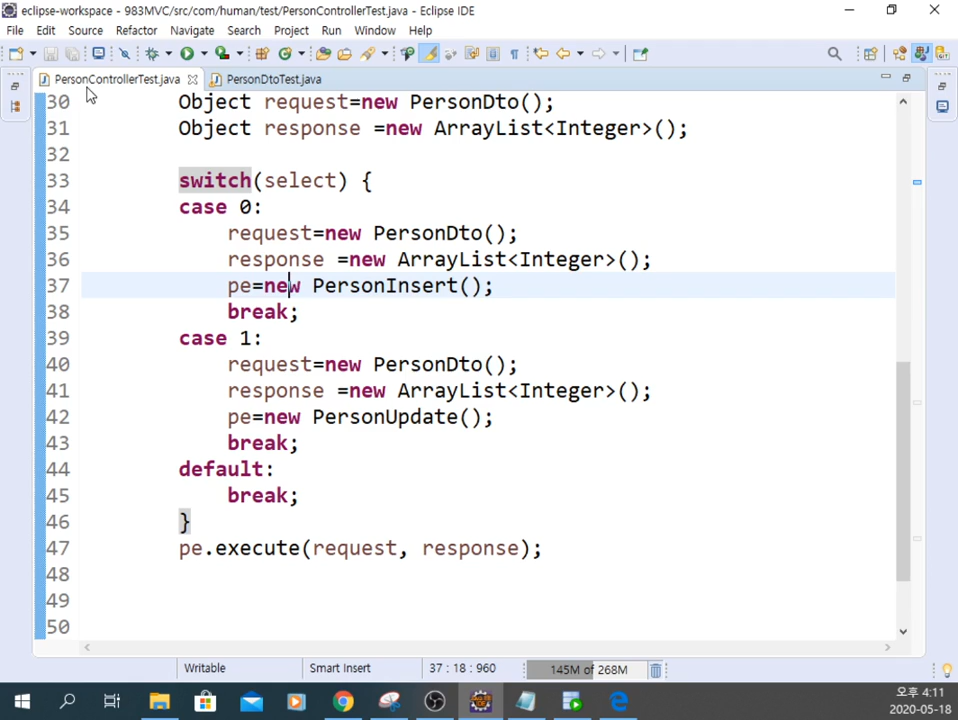 eclipse-workspace - 983MVC/src/com/human/test/PersonControllerTest.java - Eclipse IDE
File Edit Source Refactor Navigate Search Project Run Window Help
PersonControllerTest.java PersonDtoTest.java
30 Object request=new PersonDto();
31 Object response =new ArrayList<Integer>();
32
33 switch(select) {
34 case 0:
35 request=new PersonDto();
36 response =new ArrayList<Integer>();
37 pe=new PersonInsert();
38 break;
39 case 1:
40 request=new PersonDto();
41 response =new ArrayList<Integer>();
42 pe=new PersonUpdate();
43 break;
44 default:
45 break;
46 }
47 pe.execute(request, response);
48
49
50
Writable Smart Insert 37 : 18 : 960 145M of 268M
오후 4:11
2020-05-18